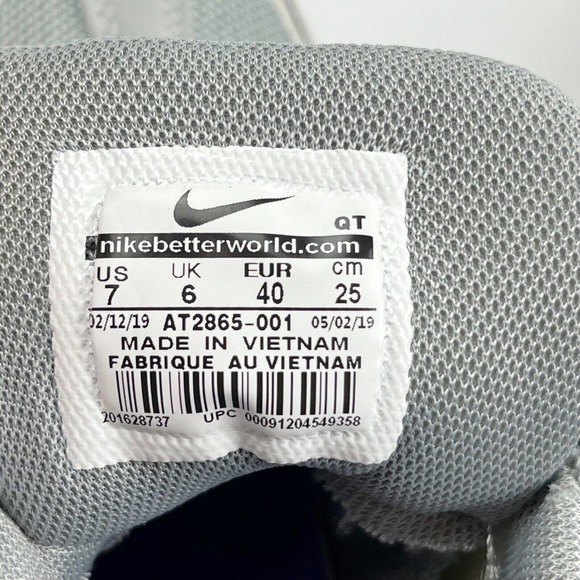 QT
nikebetterworld.com
US UK EUR cm
7 6 40 25
02/12/19 AT2865-001 05/02/19
MADE IN VIETNAM
FABRIQUE AU VIETNAM
201628737 UPC 00091204549358